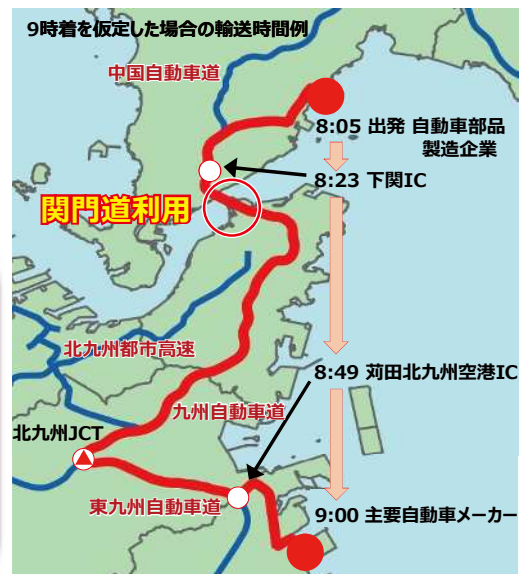 9時着を仮定した場合の輸送時間例
中国自動車道
8:05 出発 自動車部品
製造企業
8:23 下関IC
関門道利用
8:49 苅田北九州空港IC
北九州都市高速
九州自動車道
北九州JCT
東九州自動車道
9:00 主要自動車メーカー